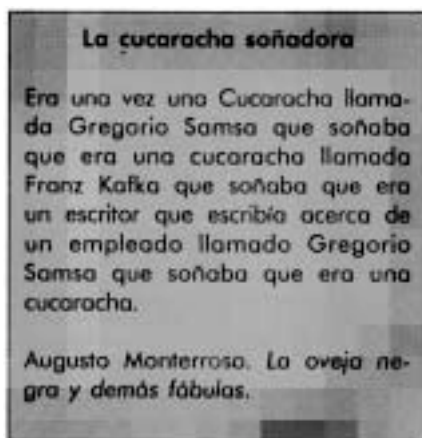 La cucaracha soñadora
Era una vez una Cucaracha llama-
da Gregorio Samsa que soñaba
que era una cucaracha llamada
Franz Kafka que soñaba que era
un escritor que escribía acerca de
un empleado llamado Gregorio
Samsa que soñaba que era una
cucaracha.
Augusto Monterroso. La oveja ne-
gra y demás fábulas.